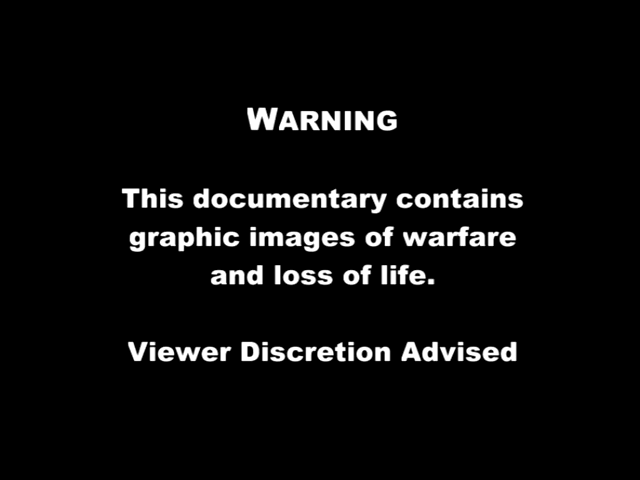 WARNING
This documentary contains
graphic images of warfare
and loss of life.
Viewer Discretion Advised